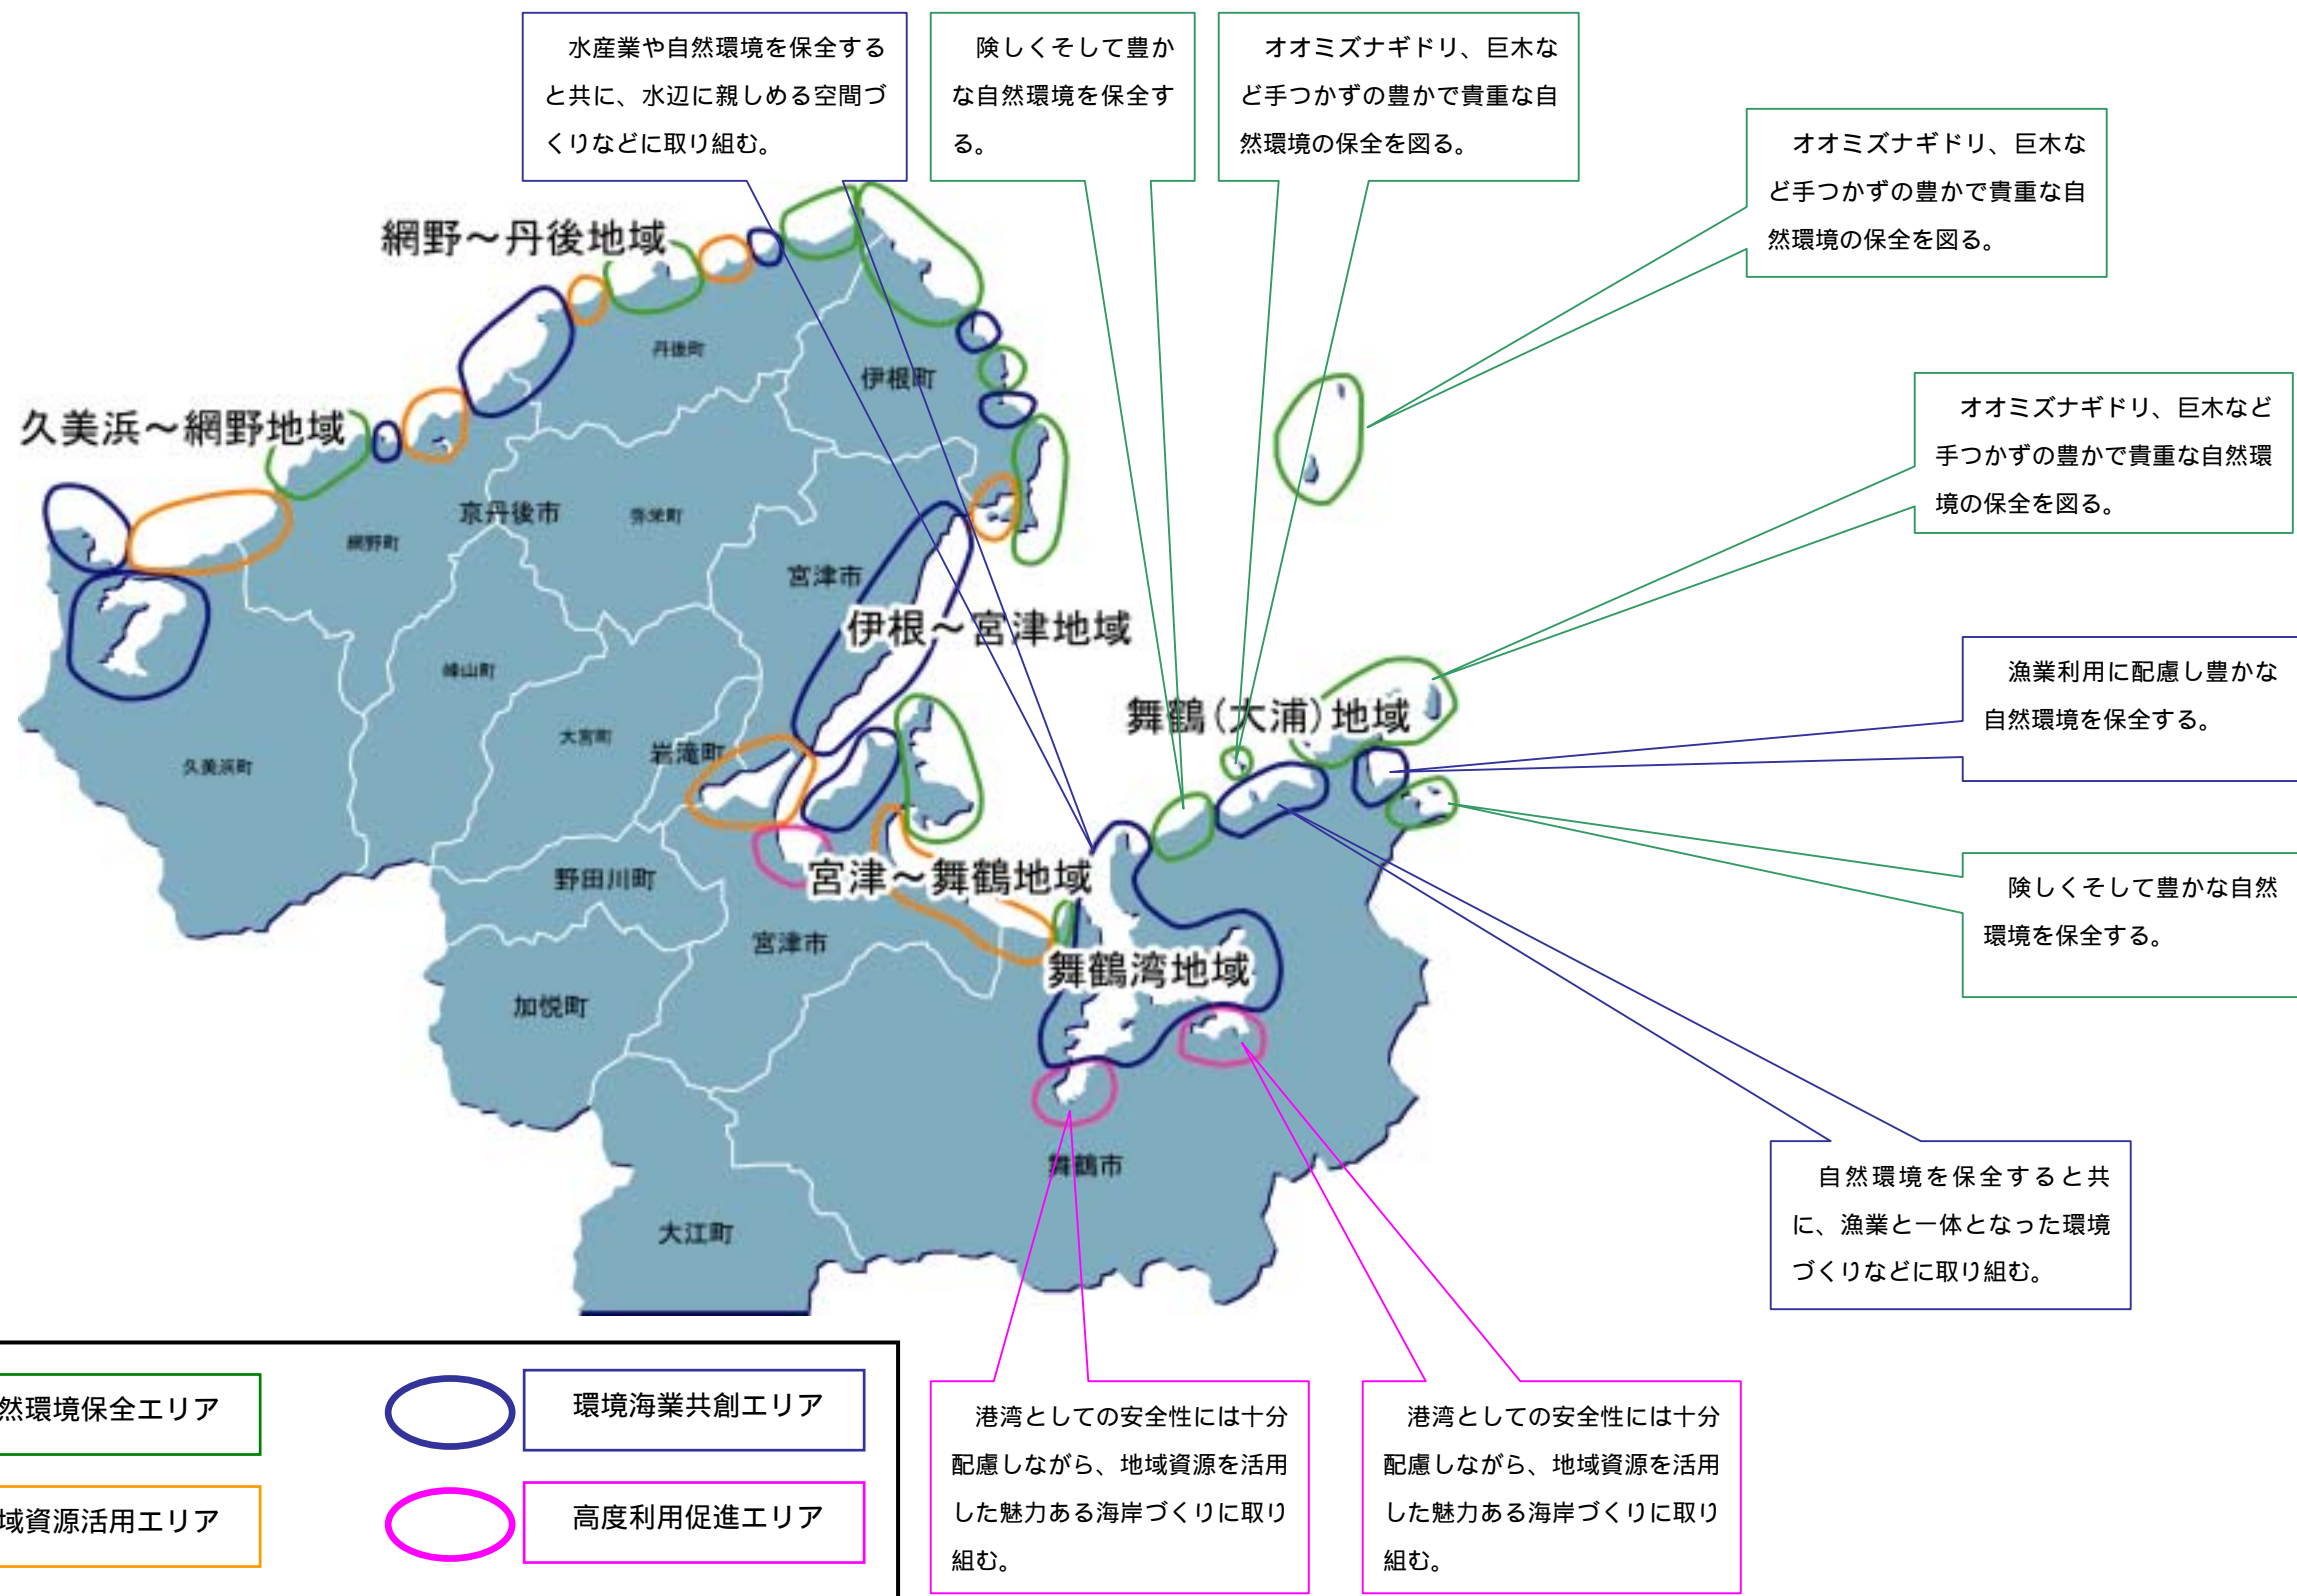 水産業や自然環境を保全する
と共に、水辺に親しめる空間づ
くりなどに取り組む。
険しくそして豊か
な自然環境を保全す
る。
オオミズナギドリ、巨木な
ど手つかずの豊かで貴重な自
然環境の保全を図る。
オオミズナギドリ、巨木な
ど手つかずの豊かで貴重な自
然環境の保全を図る。
網野～丹後地域
丹後町
伊根町
オオミズナギドリ、巨木など
手つかずの豊かで貴重な自然環
境の保全を図る。
久美浜～網野地域
京丹後市
弥栄町
網野町
宮津市
伊根～宮津地域
漁業利用に配慮し豊かな
自然環境を保全する。
峰山町
舞鶴(大浦)地域
大宮町
岩滝町
久美浜町
宮津～舞鶴地域
野田川町
険しくそして豊かな自然
環境を保全する。
宮津市
舞鶴湾地域
加悦町
舞鶴市
自然環境を保全すると共
に、漁業と一体となった環境
づくりなどに取り組む。
大江町
然環境保全エリア
環境海業共創エリア
域資源活用エリア
高度利用促進エリア
港湾としての安全性には十分
配慮しながら、地域資源を活用
した魅力ある海岸づくりに取り
組む。
港湾としての安全性には十分
配慮しながら、地域資源を活用
した魅力ある海岸づくりに取り
組む。